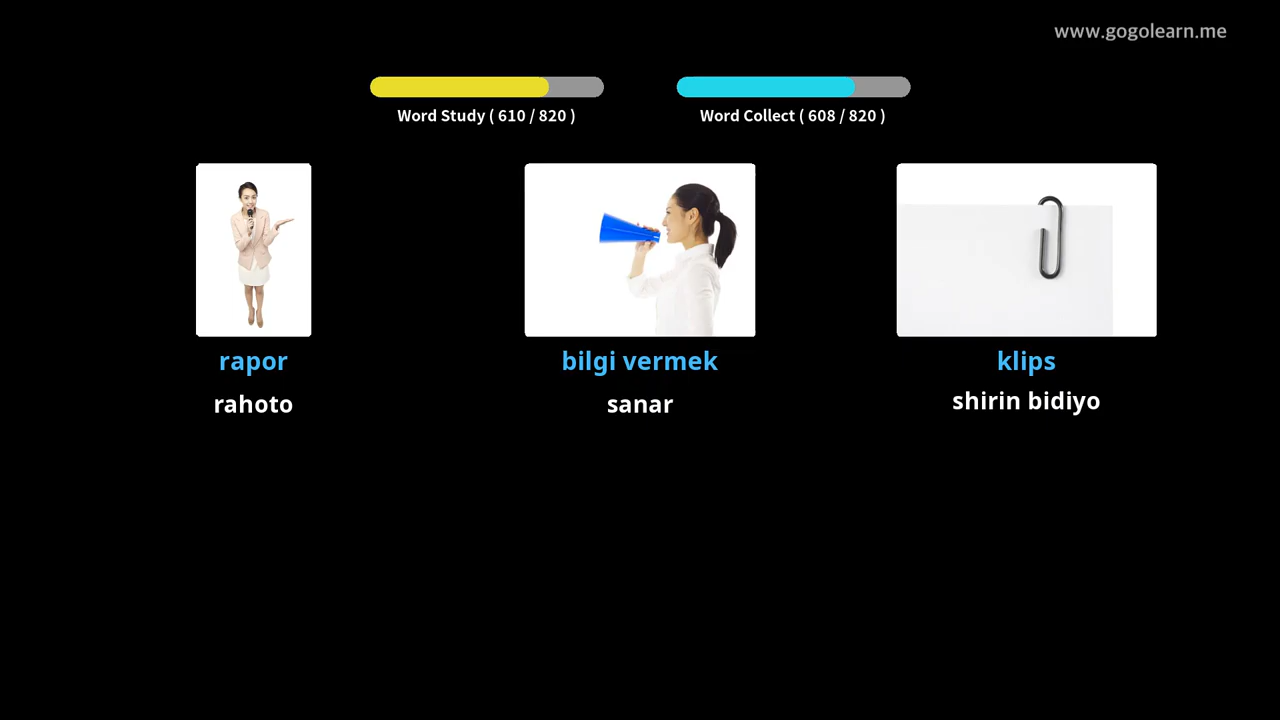 www.gogolearn.me
Word Study ( 610 / 820 )
Word Collect ( 608 / 820 )
rapor
bilgi vermek
klips
rahoto
sanar
shirin bidiyo